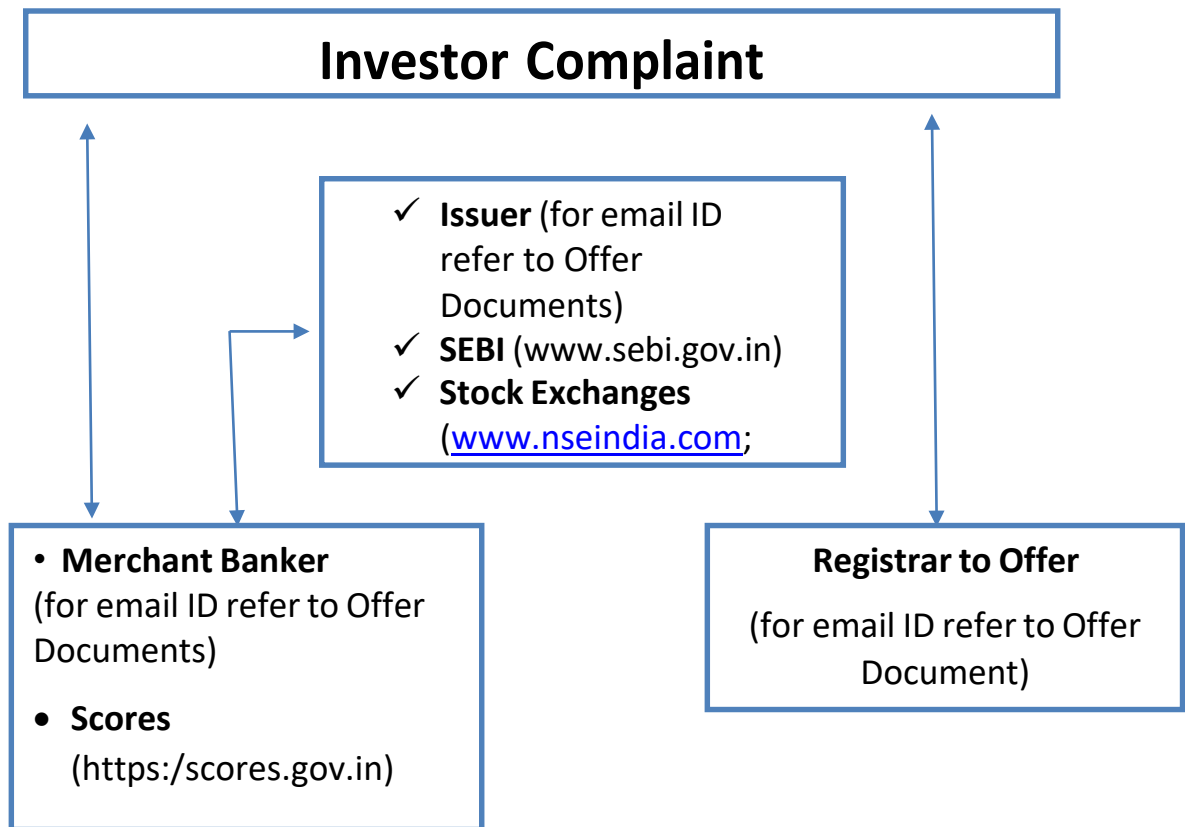 Investor Complaint
✓ Issuer (for email ID
refer to Offer
Documents)
✓ SEBI (www.sebi.gov.in)
✓ Stock Exchanges
(www.nseindia.com;
• Merchant Banker
(for email ID refer to Offer
Documents)
• Scores
(https:/scores.gov.in)
Registrar to Offer
(for email ID refer to Offer
Document)